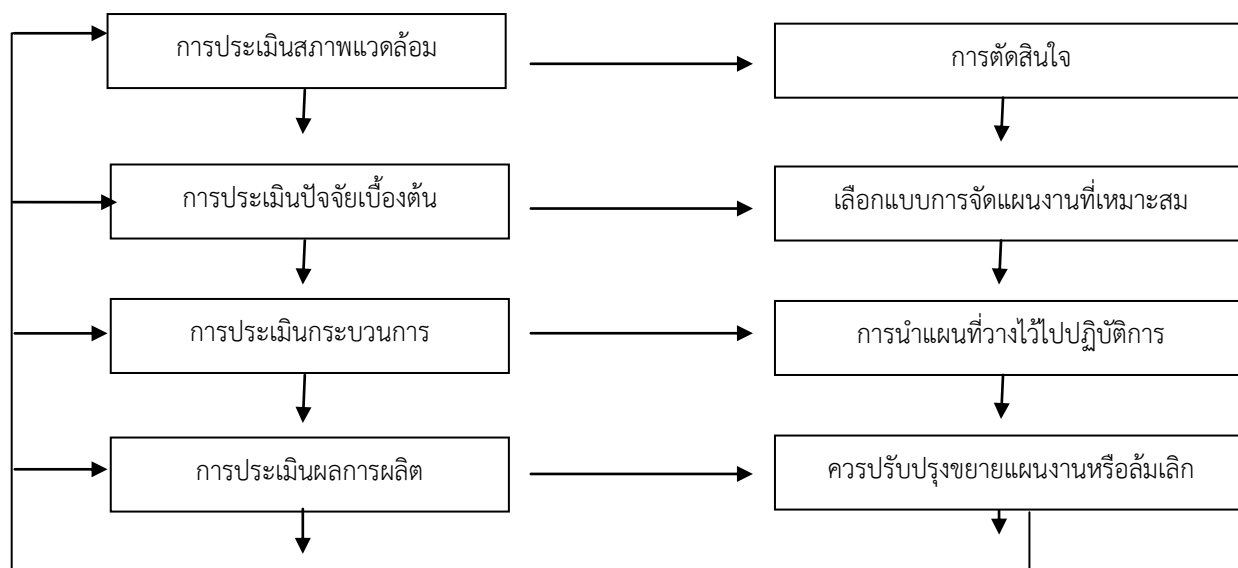 การประเมินสภาพแวดล้อม
การตัดสินใจ
การประเมินปัจจัยเบื้องต้น
เลือกแบบการจัดแผนงานที่เหมาะสม
การประเมินกระบวนการ
การนำแผนที่วางไว้ไปปฏิบัติการ
การประเมินผลการผลิต
ควรปรับปรุงขยายแผนงานหรือล้มเลิก